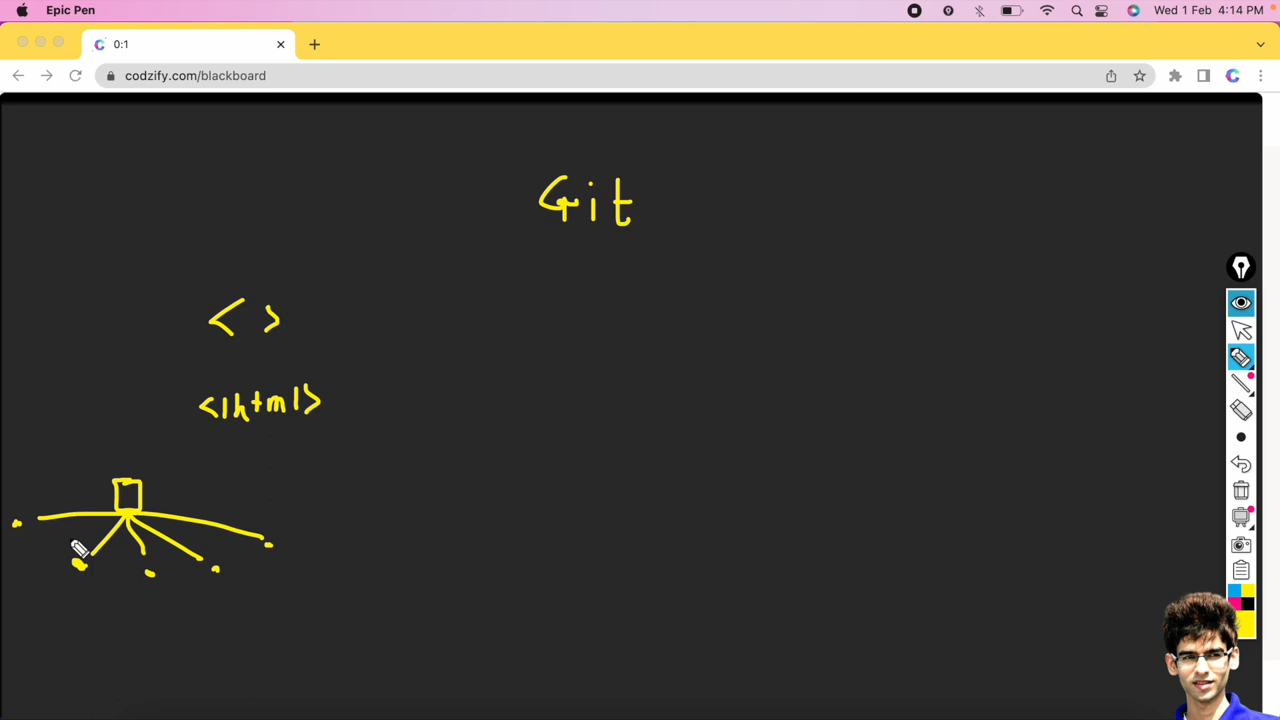 Epic Pen
Wed 1 Feb 4:14 PM
0:1
codzify.com/blackboard
Git
< >
<html>